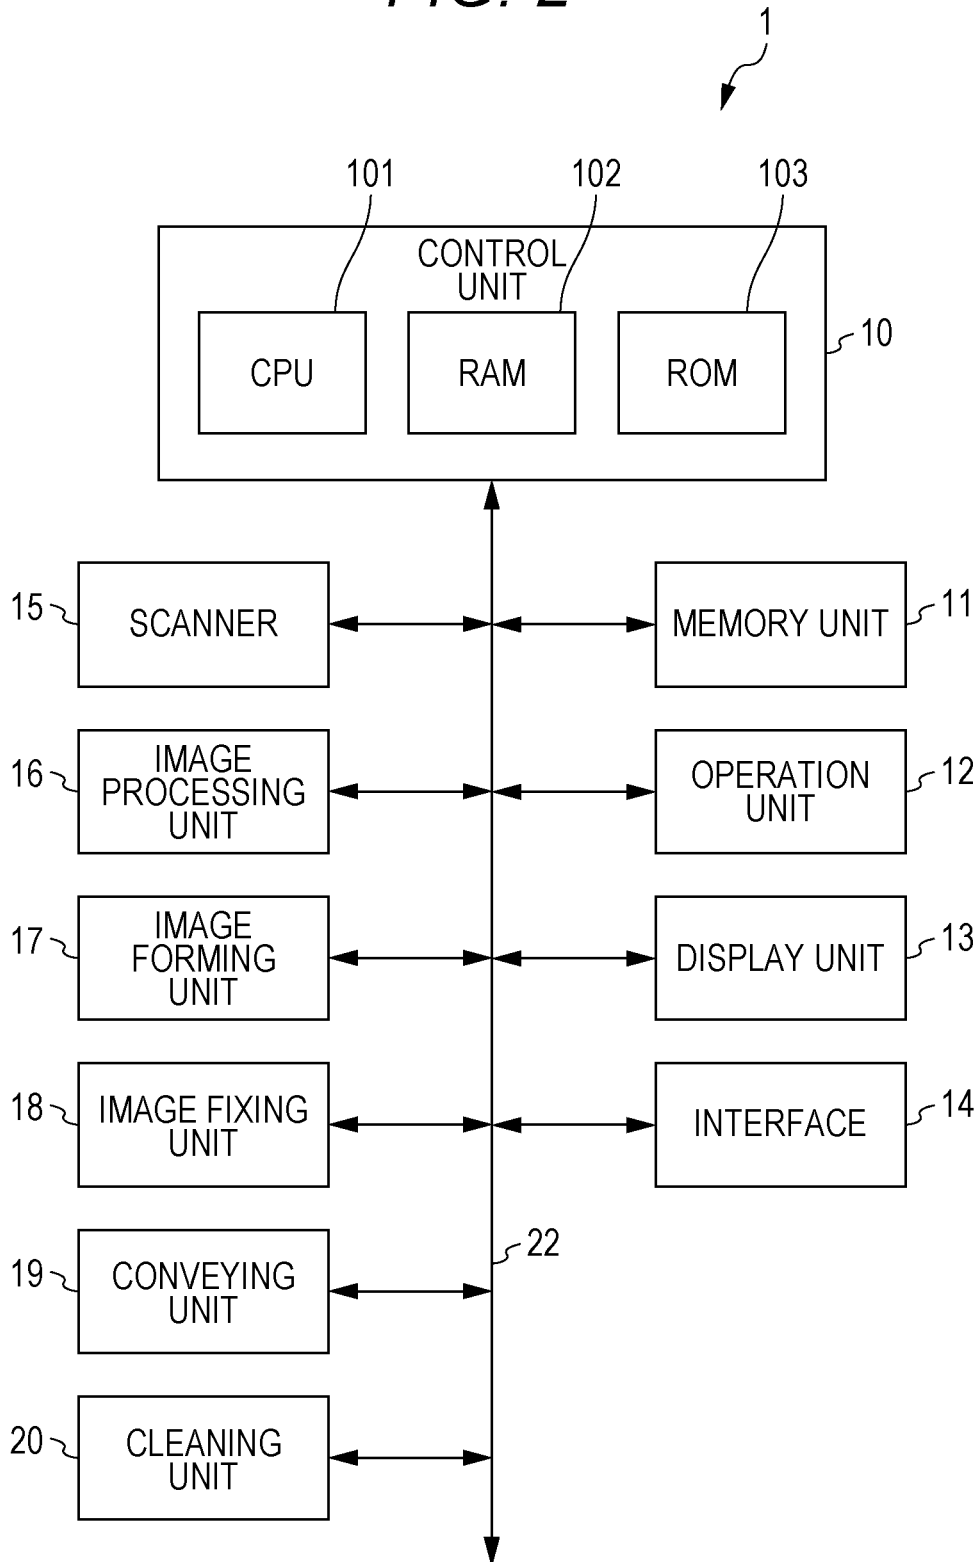 1
101
102
103
CONTROL
UNIT
CPU
RAM
ROM
10
15
SCANNER
MEMORY UNIT
11
16
IMAGE
PROCESSING
UNIT
OPERATION
UNIT
12
17
IMAGE
FORMING
UNIT
DISPLAY UNIT
13
18
IMAGE FIXING
UNIT
INTERFACE
14
22
19
CONVEYING
UNIT
20
CLEANING
UNIT